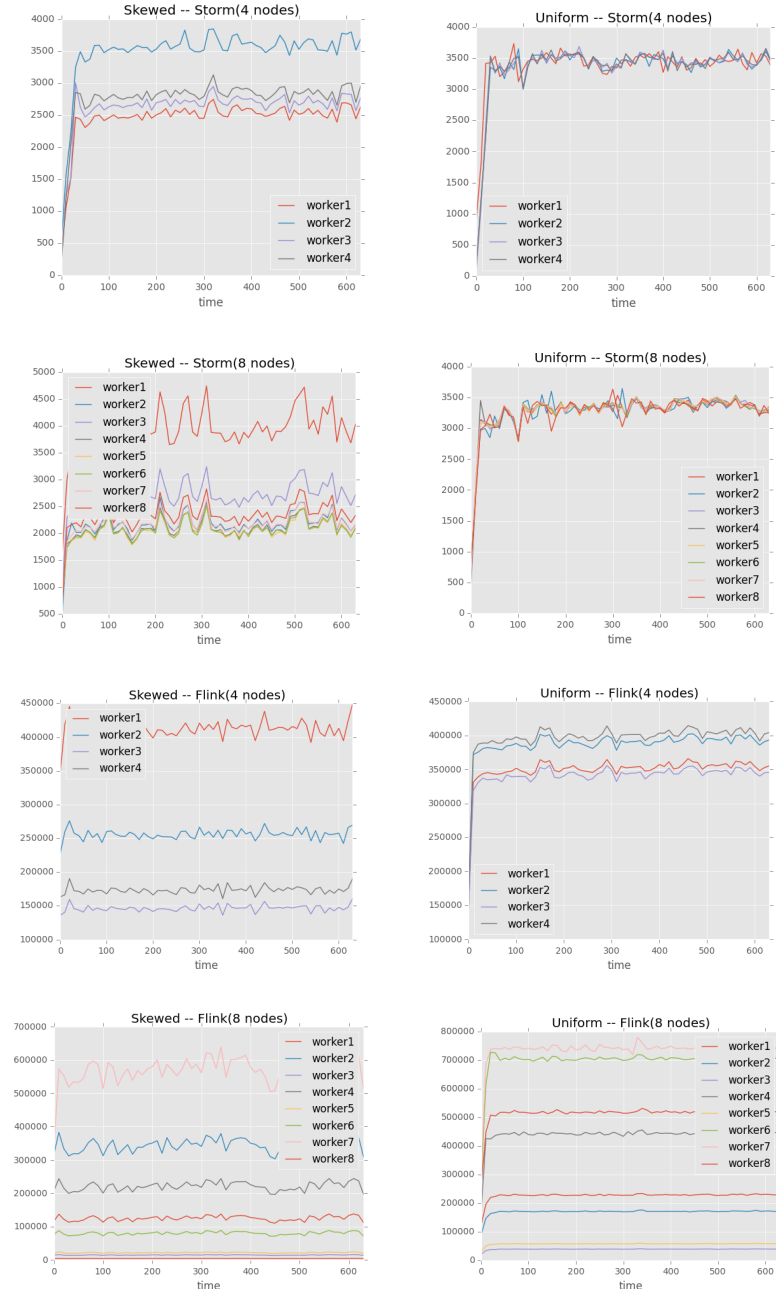 Skewed -- Storm(4 nodes)
4000
3500
3000
2500
2000
1500
1000
500
0
worker1
worker2
worker3
worker4
0 100 200 300 400 500 600
time
Uniform -- Storm(4 nodes)
4000
3500
3000
2500
2000
1500
1000
500
0
worker1
worker2
worker3
worker4
0 100 200 300 400 500 600
time
Skewed -- Storm(8 nodes)
5000
4500
4000
3500
3000
2500
2000
1500
1000
500
worker1
worker2
worker3
worker4
worker5
worker6
worker7
worker8
0 100 200 300 400 500 600
time
Uniform -- Storm(8 nodes)
4000
3500
3000
2500
2000
1500
1000
500
0
worker1
worker2
worker3
worker4
worker5
worker6
worker7
worker8
0 100 200 300 400 500 600
time
Skewed -- Flink(4 nodes)
450000
400000
350000
300000
250000
200000
150000
100000
worker1
worker2
worker3
worker4
0 100 200 300 400 500 600
time
Uniform -- Flink(4 nodes)
450000
400000
350000
300000
250000
200000
150000
100000
worker1
worker2
worker3
worker4
0 100 200 300 400 500 600
time
Skewed -- Flink(8 nodes)
700000
600000
500000
400000
300000
200000
100000
0
worker1
worker2
worker3
worker4
worker5
worker6
worker7
worker8
0 100 200 300 400 500 600
time
Uniform -- Flink(8 nodes)
800000
700000
600000
500000
400000
300000
200000
100000
0
worker1
worker2
worker3
worker4
worker5
worker6
worker7
worker8
0 100 200 300 400 500 600
time